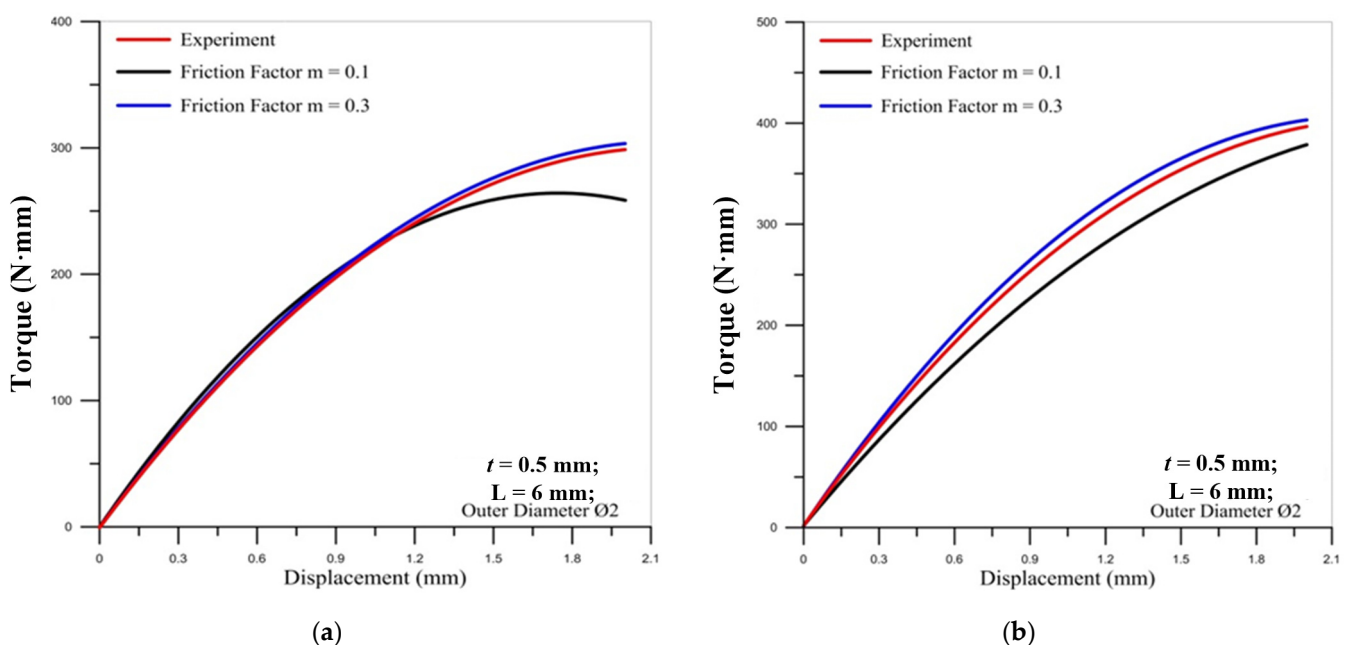 400
300
200
100
0
Torque (N·mm)
Experiment
Friction Factor m = 0.1
Friction Factor m = 0.3
t = 0.5 mm;
L = 6 mm;
Outer Diameter Ø2
0 0.3 0.6 0.9 1.2 1.5 1.8 2.1
Displacement (mm)
(a)
500
400
300
200
100
0
Torque (N·mm)
Experiment
Friction Factor m = 0.1
Friction Factor m = 0.3
t = 0.5 mm;
L = 6 mm;
Outer Diameter Ø2
0 0.3 0.6 0.9 1.2 1.5 1.8 2.1
Displacement (mm)
(b)